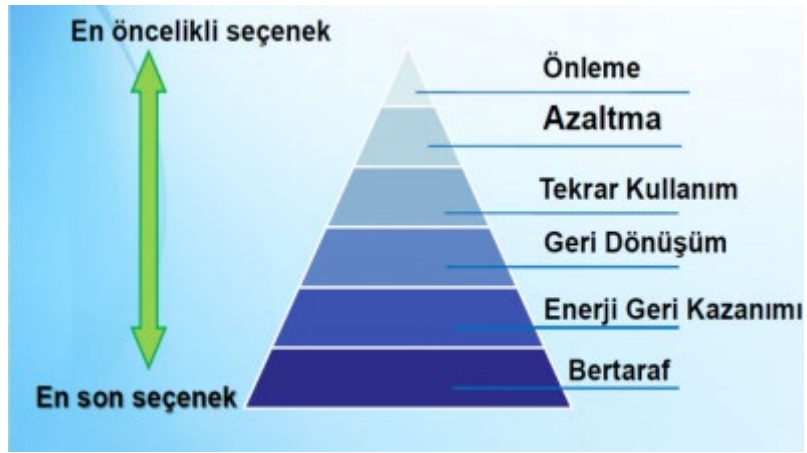 En öncelikli seçenek
Önleme
Azaltma
Tekrar Kullanım
Geri Dönüşüm
Enerji Geri Kazanımı
Bertaraf
En son seçenek